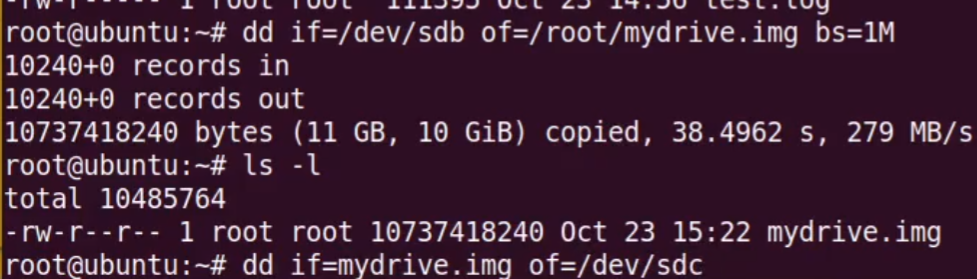 -rw-r----- 1 root root 111395 Oct 23 14:56 test.log
root@ubuntu:~# dd if=/dev/sdb of=/root/mydrive.img bs=1M
10240+0 records in
10240+0 records out
10737418240 bytes (11 GB, 10 GiB) copied, 38.4962 s, 279 MB/s
root@ubuntu:~# ls -l
total 10485764
-rw-r--r-- 1 root root 10737418240 Oct 23 15:22 mydrive.img
root@ubuntu:~# dd if=mydrive.img of=/dev/sdc